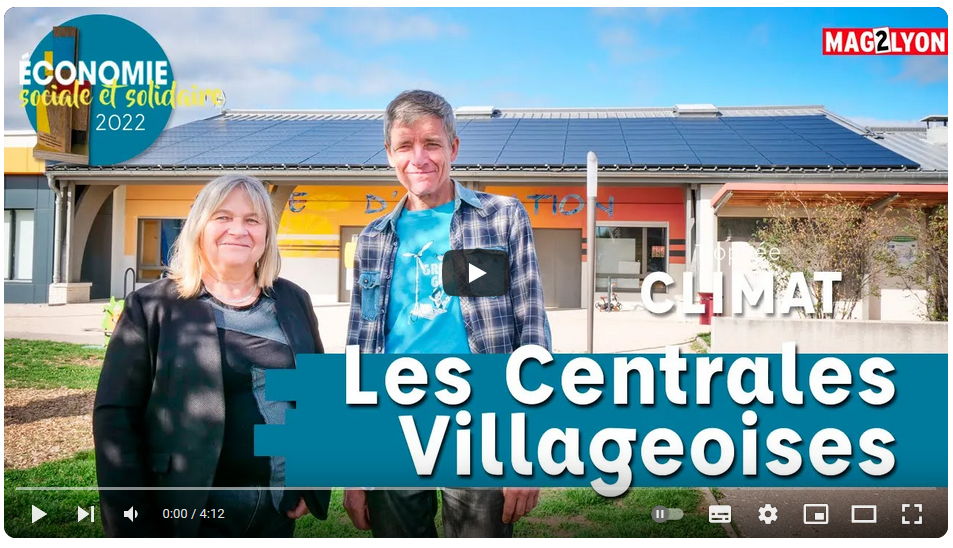 ÉCONOMIE
sociale et solidaire
2022
MAG2LYON
CLIMAT
Les Centrales
Villageoises
0:00 / 4:12